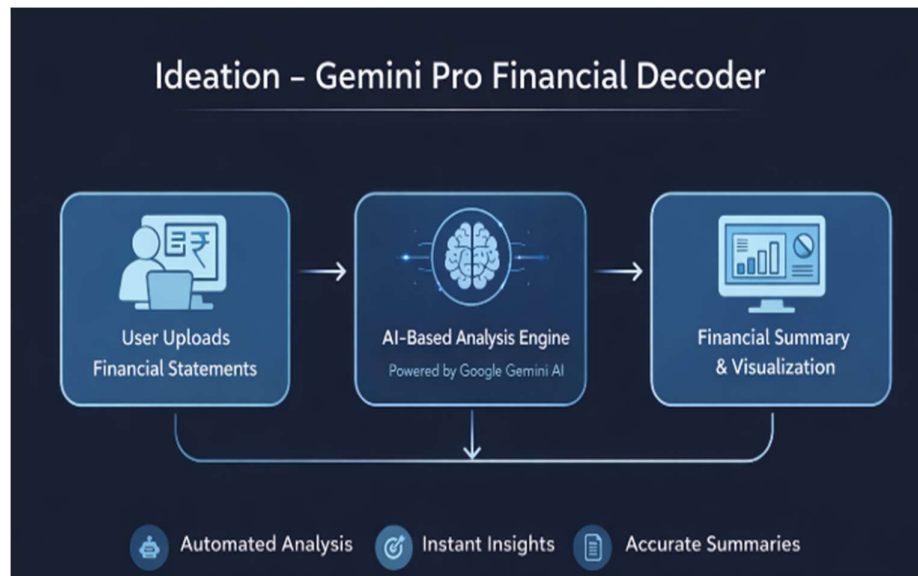 Ideation – Gemini Pro Financial Decoder
₹
User Uploads
Financial Statements
AI-Based Analysis Engine
Powered by Google Gemini AI
Financial Summary
& Visualization
Automated Analysis
Instant Insights
Accurate Summaries